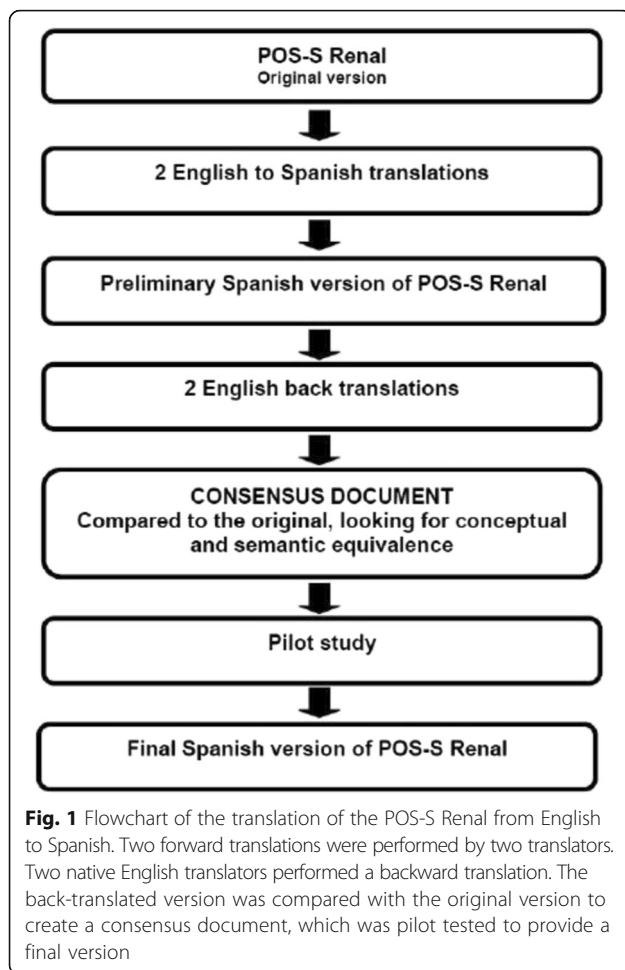 POS-S Renal
Original version
2 English to Spanish translations
Preliminary Spanish version of POS-S Renal
2 English back translations
CONSENSUS DOCUMENT
Compared to the original, looking for conceptual
and semantic equivalence
Pilot study
Final Spanish version of POS-S Renal
Fig. 1 Flowchart of the translation of the POS-S Renal from English
to Spanish. Two forward translations were performed by two translators.
Two native English translators performed a backward translation. The
back-translated version was compared with the original version to
create a consensus document, which was pilot tested to provide a
final version